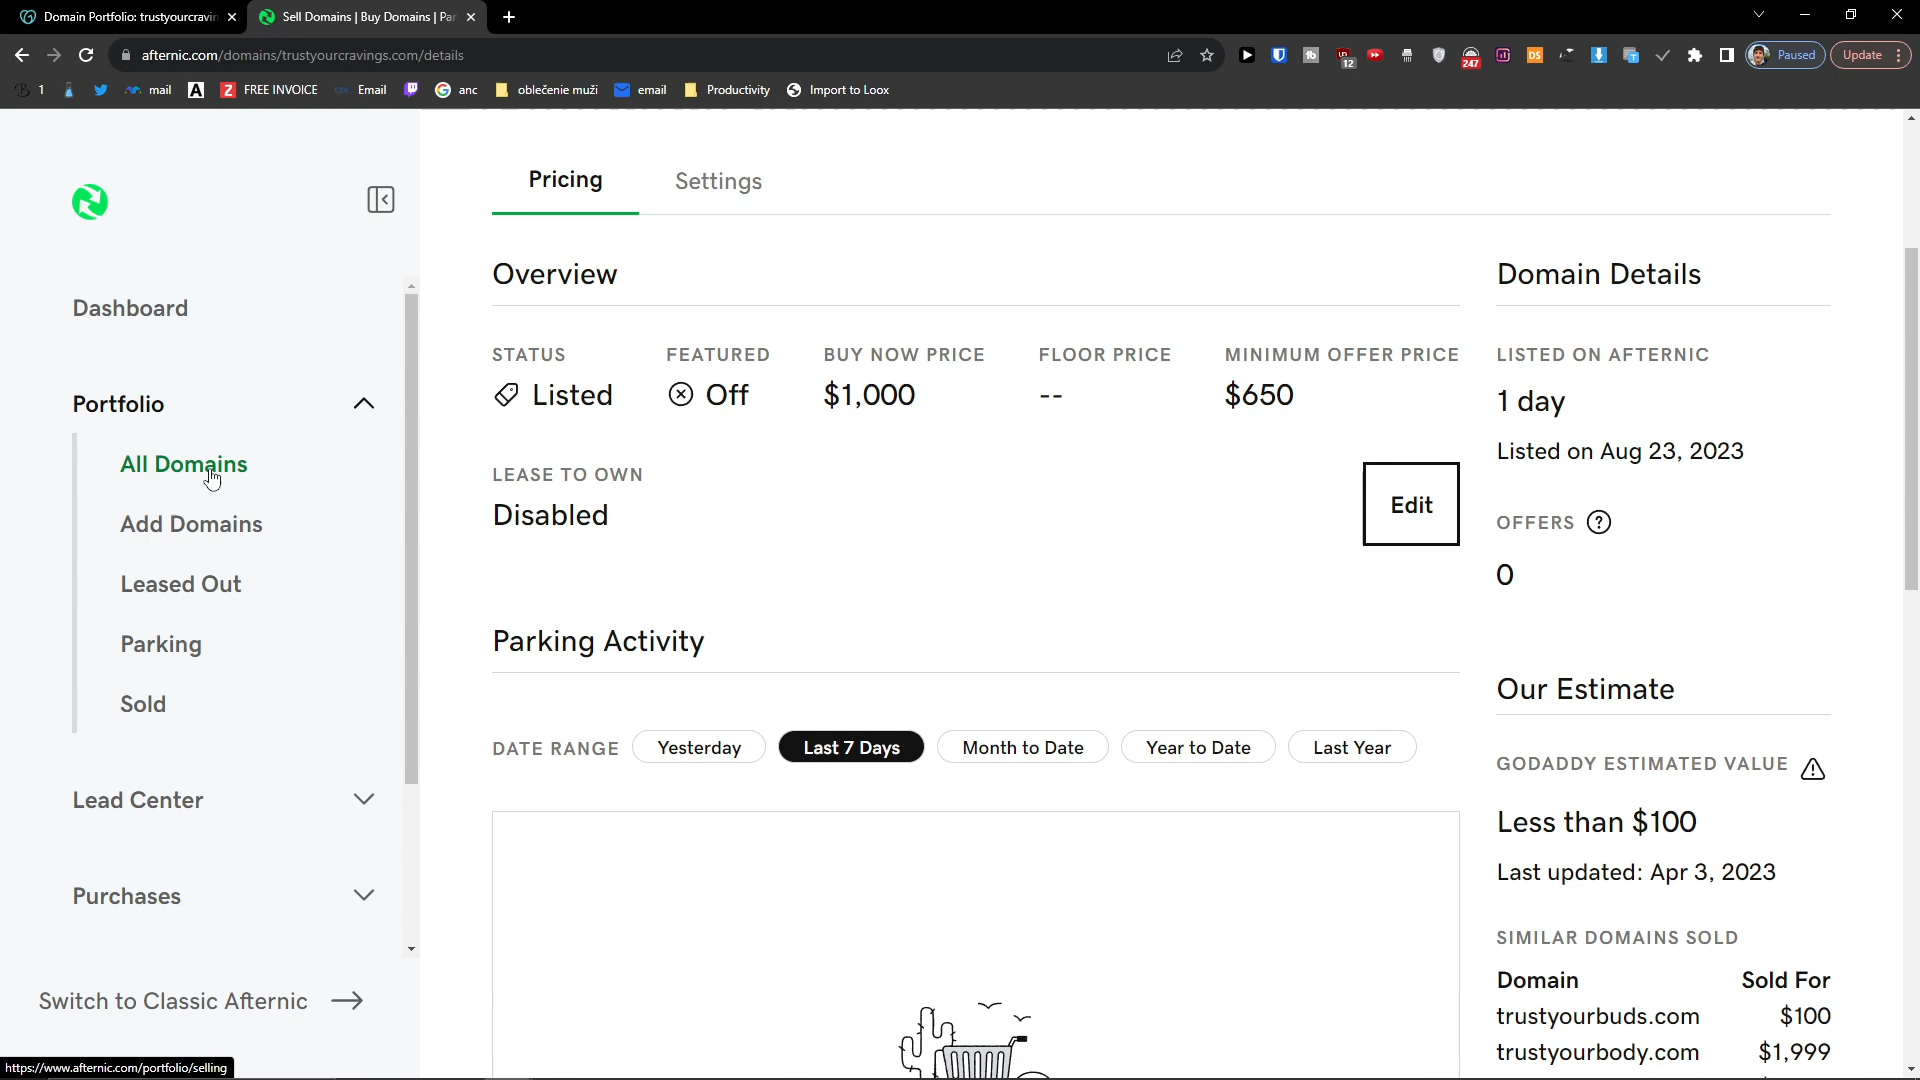 Domain Portfolio: trustyourcravin
Sell Domains | Buy Domains | Par
afternic.com/domains/trustyourcravings.com/details
12
247
DS
Paused
Update
1
mail
FREE INVOICE
Email
anc
oblečenie muži
email
Productivity
Import to Loox
Pricing
Settings
Dashboard
Portfolio
All Domains
Add Domains
Leased Out
Parking
Sold
Lead Center
Purchases
Switch to Classic Afternic
https://www.afternic.com/portfolio/selling
Overview
STATUS
Listed
FEATURED
Off
BUY NOW PRICE
$1,000
FLOOR PRICE
--
MINIMUM OFFER PRICE
$650
LEASE TO OWN
Disabled
Edit
Parking Activity
DATE RANGE
Yesterday
Last 7 Days
Month to Date
Year to Date
Last Year
Domain Details
LISTED ON AFTERNIC
1 day
Listed on Aug 23, 2023
OFFERS ?
0
Our Estimate
GODADDY ESTIMATED VALUE
Less than $100
Last updated: Apr 3, 2023
SIMILAR DOMAINS SOLD
Domain Sold For
trustyourbuds.com $100
trustyourbody.com $1,999